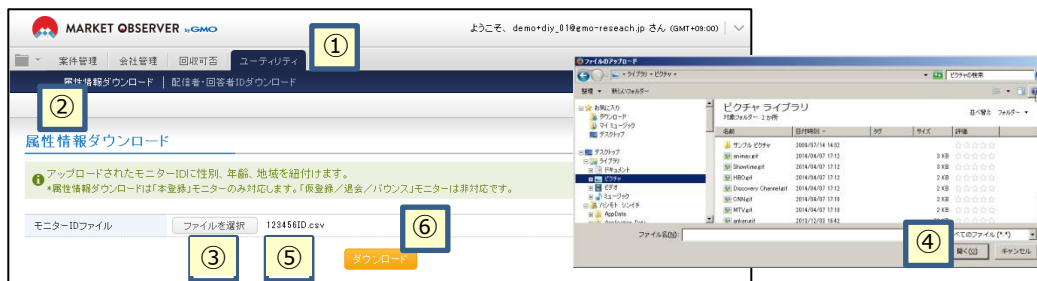 MARKET OBSERVER by GMO
ようこそ、demo+diy_01@gmo-reseach.jp さん (GMT+09:00)
①
案件管理 会社管理 回収可否 ユーティリティ
属性情報ダウンロード 配信者・回答者IDダウンロード
②
属性情報ダウンロード
アップロードされたモニターIDに性別、年齢、地域を紐付けます。
*属性情報ダウンロードは「本登録」モニターのみ対応します。「仮登録/退会/バウンス」モニターは非対応です。
モニターIDファイル ファイルを選択 123456ID.csv
⑥
③ ⑤ ダウンロード
ファイルのアップロード
ライブラリ ピクチャ ピクチャの検索
整理 新しいフォルダー
お気に入り
ダウンロード
マイ ミュージック
デスクトップ
デスクトップ
ライブラリ
ドキュメント
ピクチャ
ビデオ
ミュージック
ハシモト シンイチ
AppData
ピクチャ ライブラリ
対象フォルダー: 2 か所
並べ替え: フォルダー
名前 日付時刻 タグ サイズ 評価
サンプル ピクチャ 2009/07/14 14:02
animax.gif 2014/04/07 17:12 3 KB
Showtime.gif 2014/04/07 17:12 3 KB
HBO.gif 2014/04/07 17:12 2 KB
Discovery Channel.gif 2014/04/07 17:12 2 KB
CNN.gif 2014/04/07 17:10 2 KB
MTV.gif 2014/04/07 17:10 2 KB
ファイル名(N): べてのファイル (*.*)
④
開く(O) キャンセル